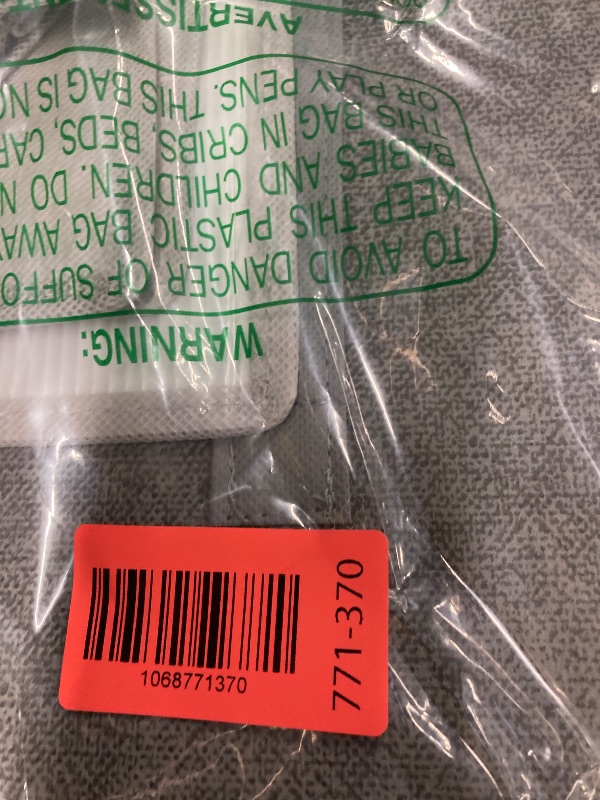 WARNING:
TO AVOID DANGER OF SUFFO
KEEP THIS PLASTIC BAG AWA
BABIES AND CHILDREN. DO N
THIS BAG IN CRIBS, BEDS, CAR
OR PLAY PENS. THIS BAG IS NO
AVERTISSEMENT
1068771370
771-370